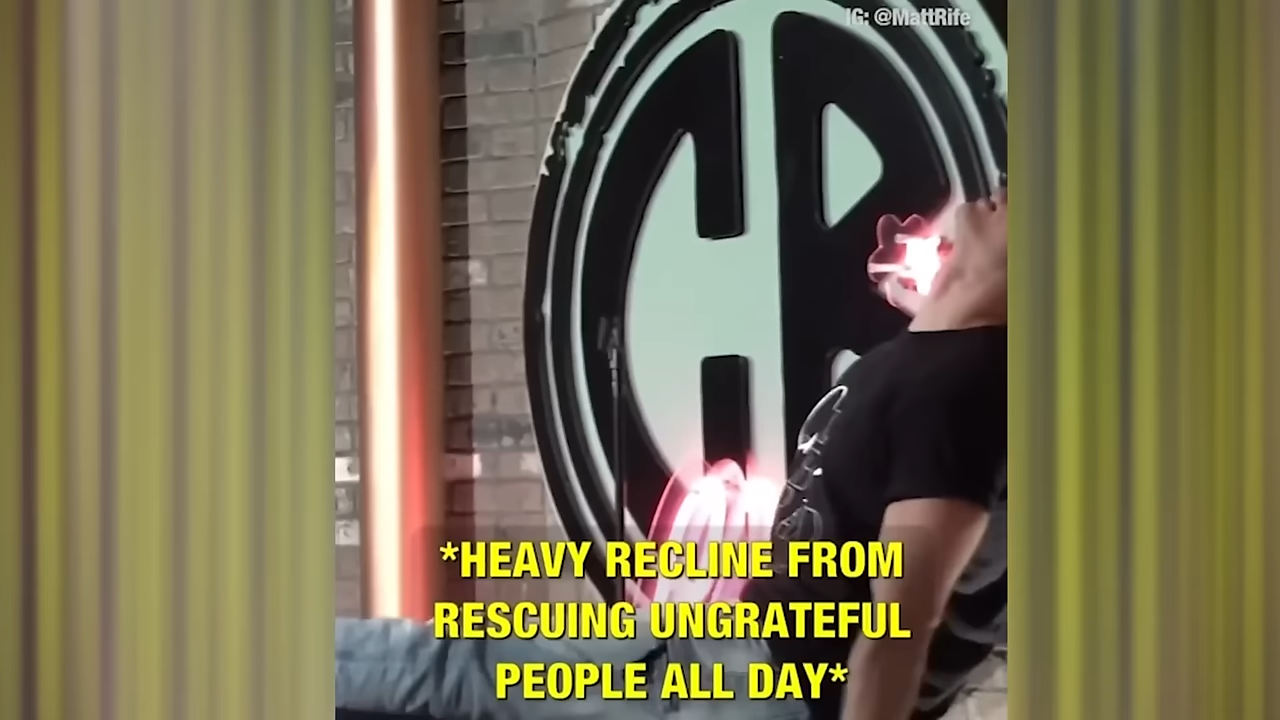 IG: @MattRife
*HEAVY RECLINE FROM
RESCUING UNGRATEFUL
PEOPLE ALL DAY*